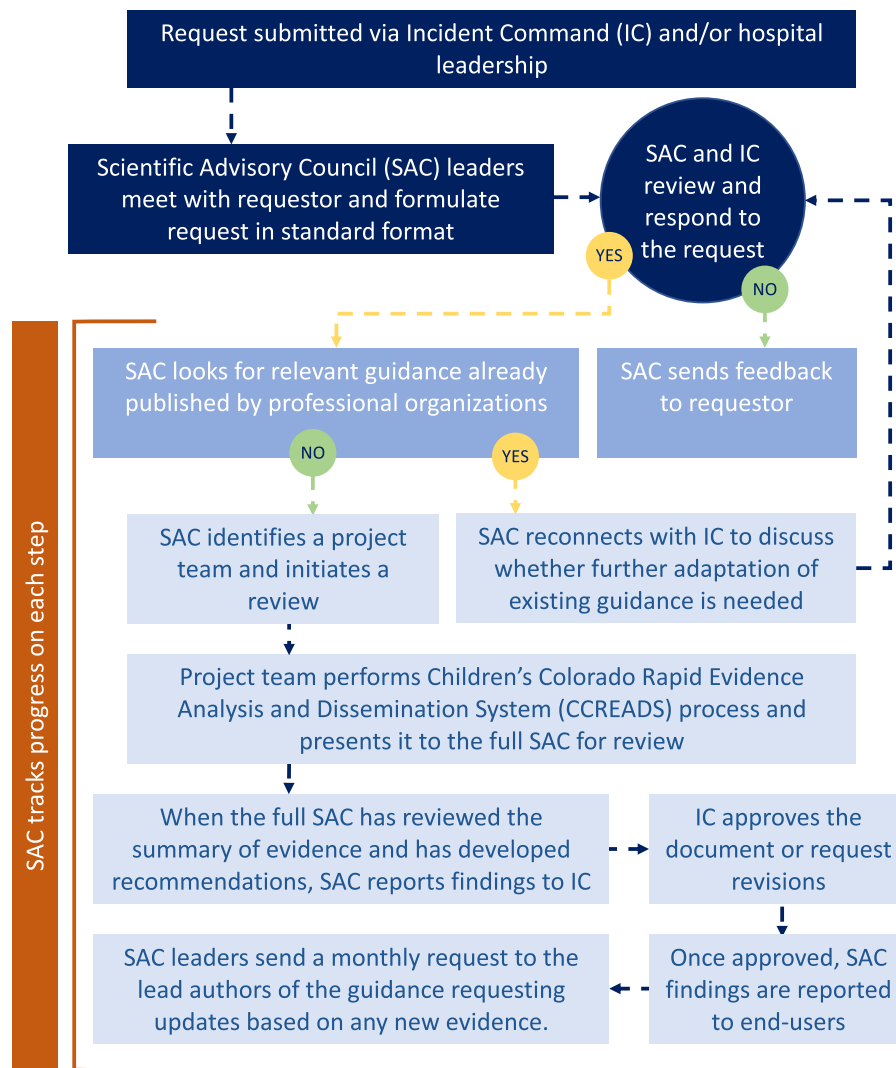 Request submitted via Incident Command (IC) and/or hospital
leadership
Scientific Advisory Council (SAC) leaders
meet with requestor and formulate
request in standard format
SAC and IC
review and
respond to
the request
YES
NO
SAC tracks progress on each step
SAC looks for relevant guidance already
published by professional organizations
SAC sends feedback
to requestor
NO
YES
SAC identifies a project
team and initiates a
review
SAC reconnects with IC to discuss
whether further adaptation of
existing guidance is needed
Project team performs Children’s Colorado Rapid Evidence
Analysis and Dissemination System (CCREADS) process and
presents it to the full SAC for review
When the full SAC has reviewed the
summary of evidence and has developed
recommendations, SAC reports findings to IC
IC approves the
document or request
revisions
Once approved, SAC
findings are reported
to end-users
SAC leaders send a monthly request to the
lead authors of the guidance requesting
updates based on any new evidence.